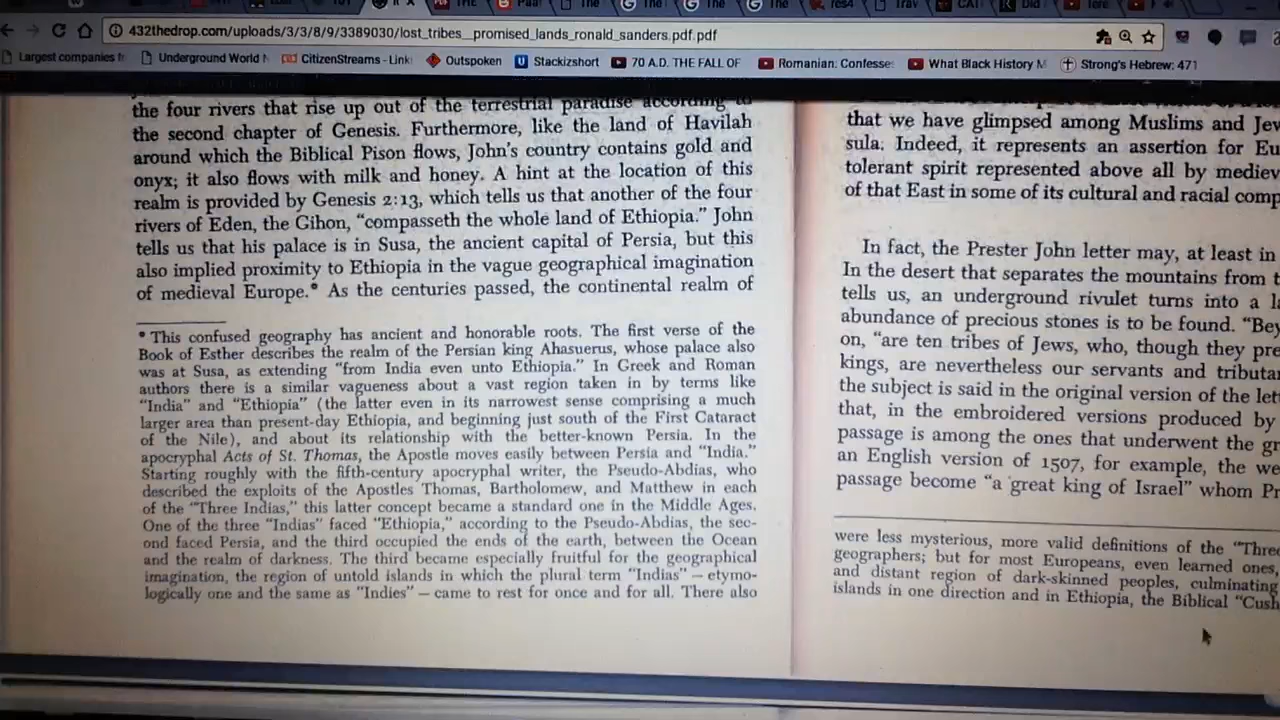 432thedrop.com/uploads/3/3/8/9/3389030/lost_tribes__promised_lands_ronald_sanders.pdf.pdf
Largest companies Underground World CitizenStreams - Link Outspoken Stackizshort 70 A.D. THE FALL OF Romanian: Confesse: What Black History Strong's Hebrew: 471
the four rivers that rise up out of the terrestrial paradise according to
the second chapter of Genesis. Furthermore, like the land of Havilah
around which the Biblical Pison flows, John's country contains gold and
onyx; it also flows with milk and honey. A hint at the location of this
realm is provided by Genesis 2:13, which tells us that another of the four
rivers of Eden, the Gihon, “compasseth the whole land of Ethiopia.” John
tells us that his palace is in Susa, the ancient capital of Persia, but this
also implied proximity to Ethiopia in the vague geographical imagination
of medieval Europe.* As the centuries passed, the continental realm of
* This confused geography has ancient and honorable roots. The first verse of the
Book of Esther describes the realm of the Persian king Ahasuerus, whose palace also
was at Susa, as extending “from India even unto Ethiopia.” In Greek and Roman
authors there is a similar vagueness about a vast region taken in by terms like
“India” and “Ethiopia” (the latter even in its narrowest sense comprising a much
larger area than present-day Ethiopia, and beginning just south of the First Cataract
of the Nile), and about its relationship with the better-known Persia. In the
apocryphal Acts of St. Thomas, the Apostle moves easily between Persia and “India.”
Starting roughly with the fifth-century apocryphal writer, the Pseudo-Abdias, who
described the exploits of the Apostles Thomas, Bartholomew, and Matthew in each
of the “Three Indias,” this latter concept became a standard one in the Middle Ages.
One of the three “Indias” faced “Ethiopia,” according to the Pseudo-Abdias, the sec-
ond faced Persia, and the third occupied the ends of the earth, between the Ocean
and the realm of darkness. The third became especially fruitful for the geographical
imagination, the region of untold islands in which the plural term “Indias” — etymo-
logically one and the same as “Indies” — came to rest for once and for all. There also
that we have glimpsed among Muslims and Jew
sula. Indeed, it represents an assertion for Eu
tolerant spirit represented above all by mediev
of that East in some of its cultural and racial comp
In fact, the Prester John letter may, at least in
In the desert that separates the mountains from
tells us, an underground rivulet turns into a
abundance of precious stones is to be found. “Bey
on, “are ten tribes of Jews, who, though they pre
kings, are nevertheless our servants and tributa
the subject is said in the original version of the let
that, in the embroidered versions produced by
passage is among the ones that underwent the gr
an English version of 1507, for example, the we
passage become “a great king of Israel” whom Pr
were less mysterious, more valid definitions of the “Three
geographers; but for most Europeans, even learned ones,
and distant region of dark-skinned peoples, culminating
islands in one direction and in Ethiopia, the Biblical “Cush